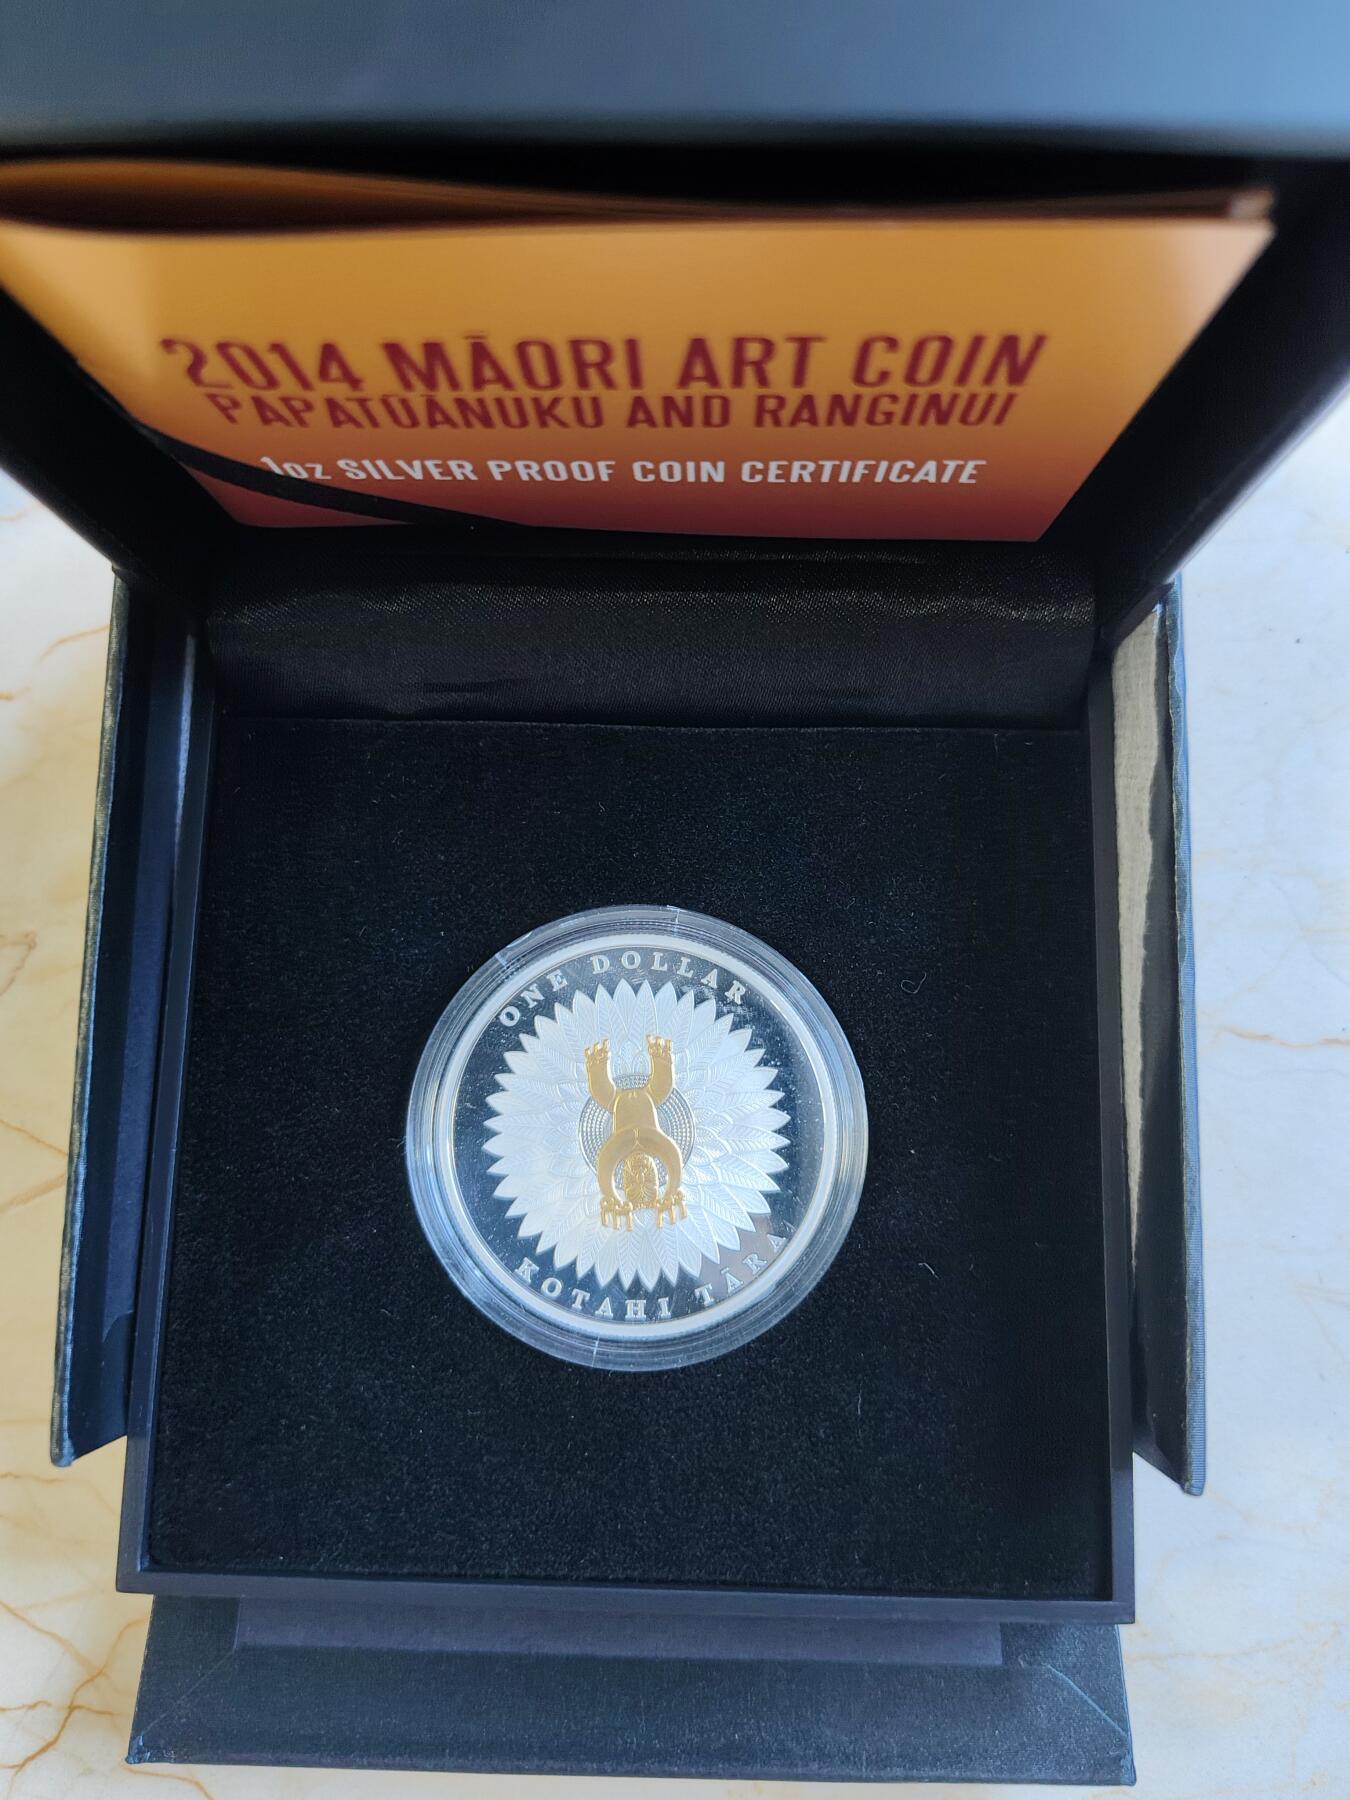 2014 MĀORI ART COIN
PAPATŪĀNUKU AND RANGINUI
1oz SILVER PROOF COIN CERTIFICATE
ONE DOLLAR
KOTAHI TĀRA